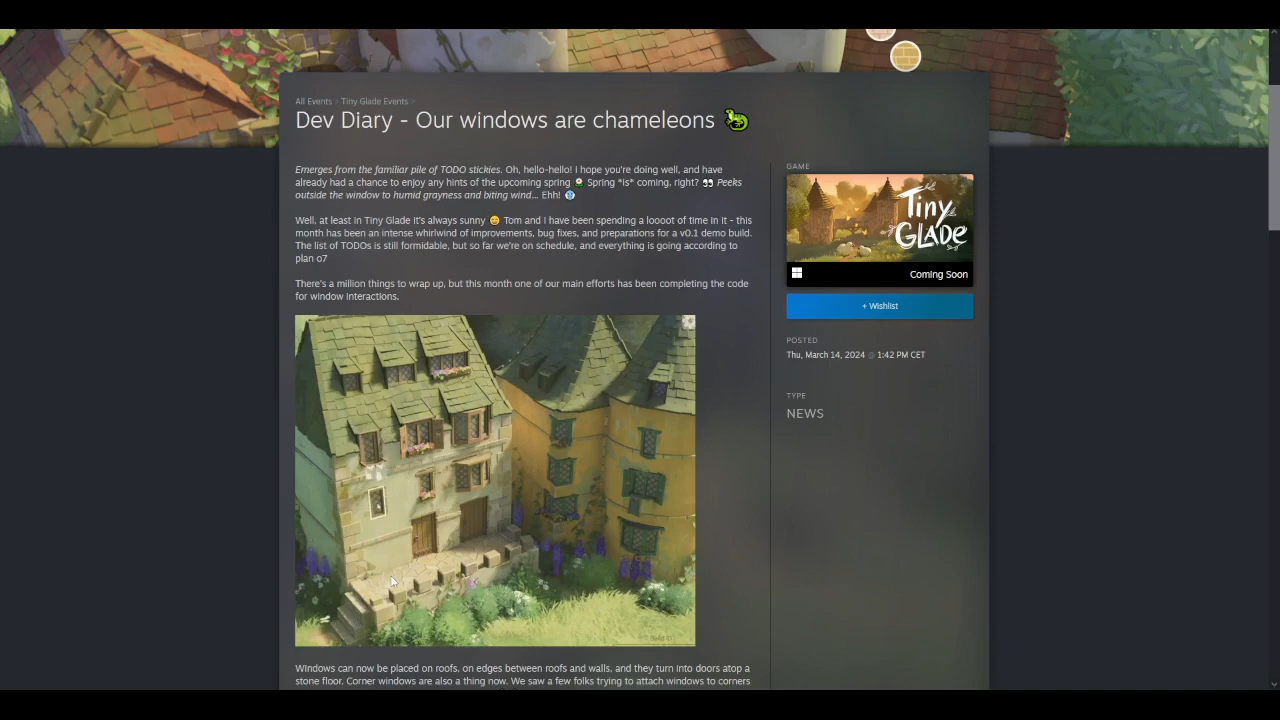 All Events > Tiny Glade Events >
Dev Diary - Our windows are chameleons
Emerges from the familiar pile of TODO stickies. Oh, hello-hello! I hope you're doing well, and have
already had a chance to enjoy any hints of the upcoming spring 🌼 Spring *is* coming, right? 👀 Peeks
outside the window to humid grayness and biting wind... Ehh! 🥶
Well, at least in Tiny Glade it's always sunny 🙂 Tom and I have been spending a loooot of time in it - this
month has been an intense whirlwind of improvements, bug fixes, and preparations for a v0.1 demo build.
The list of TODOs is still formidable, but so far we're on schedule, and everything is going according to
plan o7
There's a million things to wrap up, but this month one of our main efforts has been completing the code
for window interactions.
Windows can now be placed on roofs, on edges between roofs and walls, and they turn into doors atop a
stone floor. Corner windows are also a thing now. We saw a few folks trying to attach windows to corners
GAME
Tiny
GLADE
Coming Soon
+ Wishlist
POSTED
Thu, March 14, 2024 @ 1:42 PM CET
TYPE
NEWS